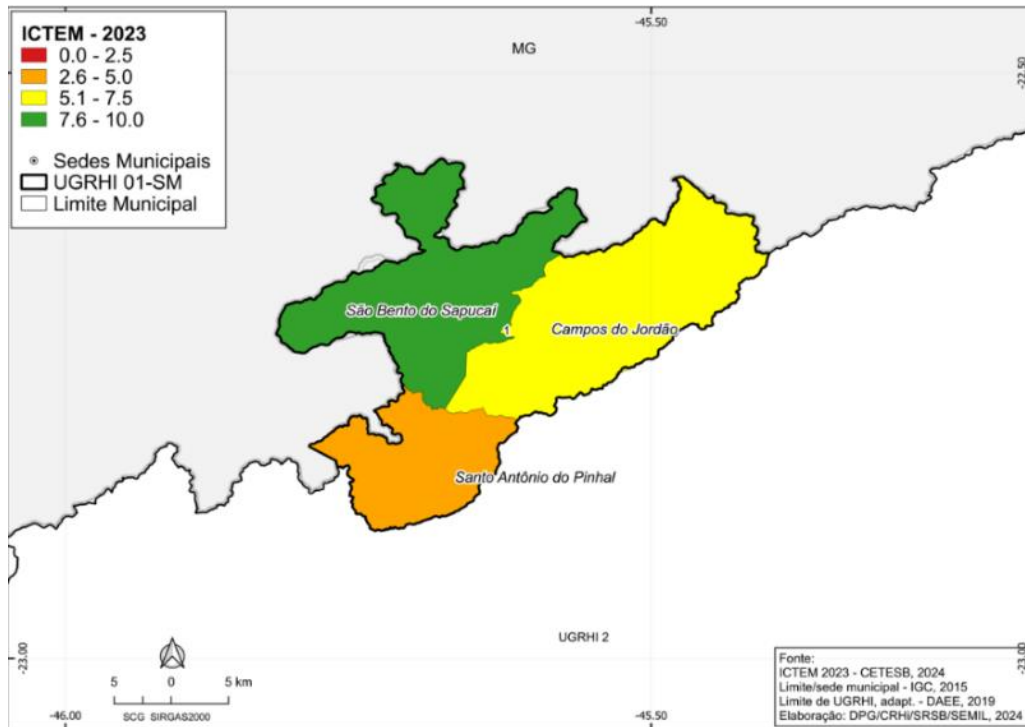 ICTEM - 2023
0.0 - 2.5
2.6 - 5.0
5.1 - 7.5
7.6 - 10.0
Sedes Municipais
UGRHI 01-SM
Limite Municipal
-45.50
MG
-22.50
São Bento do Sapucaí
1
Campos do Jordão
Santo Antônio do Pinhal
UGRHI 2
-23.00
-23.00
5 0 5 km
SCG SIRGAS2000
-46.00
-45.50
Fonte:
ICTEM 2023 - CETESB, 2024
Limite/sede municipal - IGC, 2015
Limite de UGRHI, adapt. - DAEE, 2019
Elaboração: DPG/CRHi/SRSB/SEMIL, 2024